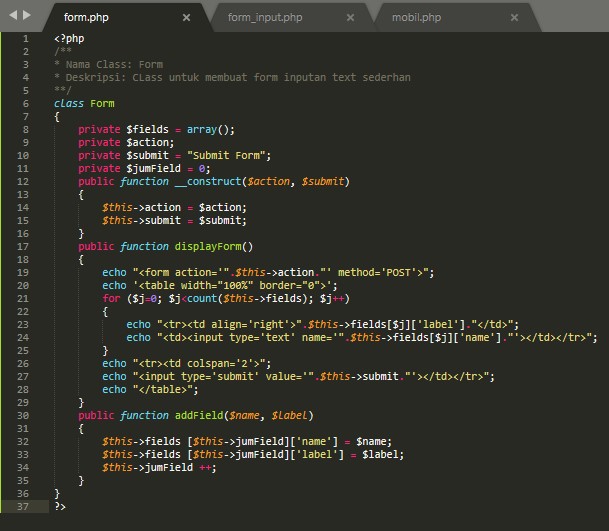 form.php × form_input.php × mobil.php ×
1 <?php
2 /**
3 * Nama Class: Form
4 * Deskripsi: CLass untuk membuat form inputan text sederhan
5 **/
6 class Form
7 {
8 private $fields = array();
9 private $action;
10 private $submit = "Submit Form";
11 private $jumField = 0;
12 public function __construct($action, $submit)
13 {
14 $this->action = $action;
15 $this->submit = $submit;
16 }
17 public function displayForm()
18 {
19 echo "<form action='".$this->action."' method='POST'>";
20 echo '<table width="100%" border="0">';
21 for ($j=0; $j<count($this->fields); $j++)
22 {
23 echo "<tr><td align='right'>".$this->fields[$j]['label']."</td>";
24 echo "<td><input type='text' name='".$this->fields[$j]['name']."'></td></tr>";
25 }
26 echo "<tr><td colspan='2'>";
27 echo "<input type='submit' value='".$this->submit."'></td></tr>";
28 echo "</table>";
29 }
30 public function addField($name, $label)
31 {
32 $this->fields [$this->jumField]['name'] = $name;
33 $this->fields [$this->jumField]['label'] = $label;
34 $this->jumField ++;
35 }
36 }
37 ?>